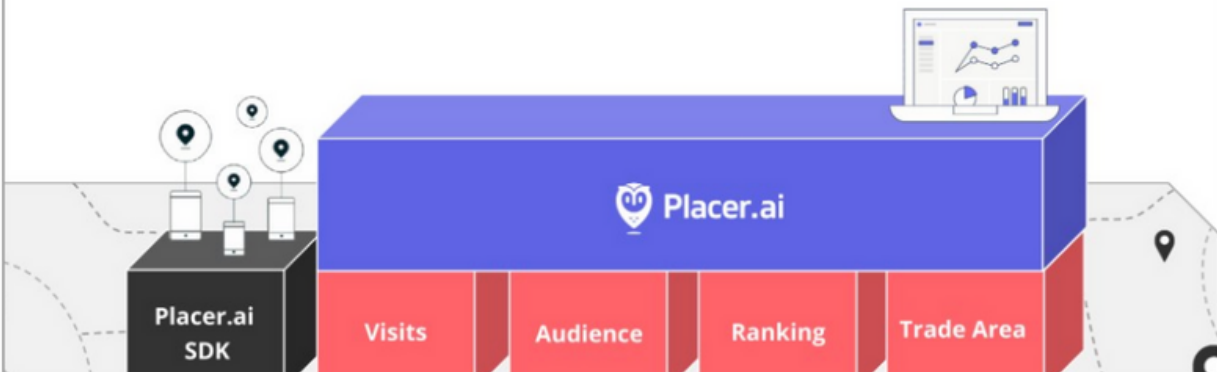 Placer.ai
Placer.ai
SDK
Visits
Audience
Ranking
Trade Area